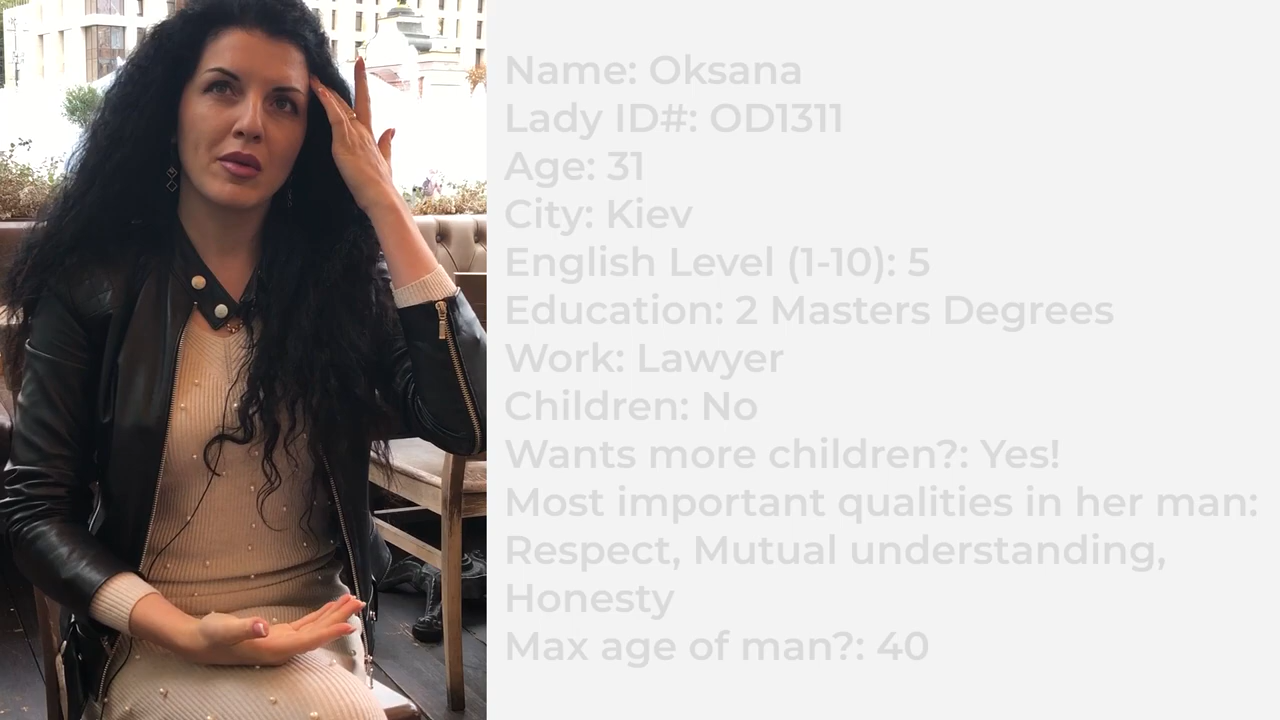 Name: Oksana
Lady ID#: OD1311
Age: 31
City: Kiev
English Level (1-10): 5
Education: 2 Masters Degrees
Work: Lawyer
Children: No
Wants more children?: Yes!
Most important qualities in her man:
Respect, Mutual understanding,
Honesty
Max age of man?: 40